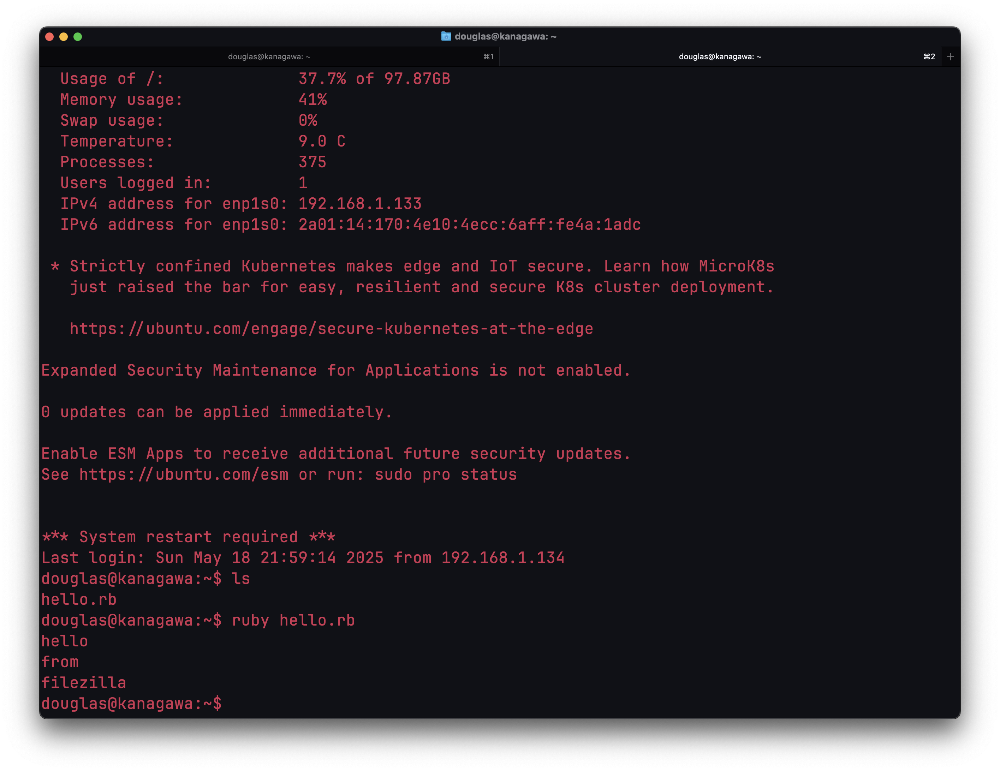 douglas@kanagawa: ~
douglas@kanagawa: ~ ⌘1
douglas@kanagawa: ~ ⌘2 +
Usage of /: 37.7% of 97.87GB
Memory usage: 41%
Swap usage: 0%
Temperature: 9.0 C
Processes: 375
Users logged in: 1
IPv4 address for enp1s0: 192.168.1.133
IPv6 address for enp1s0: 2a01:14:170:4e10:4ecc:6aff:fe4a:1adc
* Strictly confined Kubernetes makes edge and IoT secure. Learn how MicroK8s
just raised the bar for easy, resilient and secure K8s cluster deployment.
https://ubuntu.com/engage/secure-kubernetes-at-the-edge
Expanded Security Maintenance for Applications is not enabled.
0 updates can be applied immediately.
Enable ESM Apps to receive additional future security updates.
See https://ubuntu.com/esm or run: sudo pro status
*** System restart required ***
Last login: Sun May 18 21:59:14 2025 from 192.168.1.134
douglas@kanagawa:~$ ls
hello.rb
douglas@kanagawa:~$ ruby hello.rb
hello
from
filezilla
douglas@kanagawa:~$